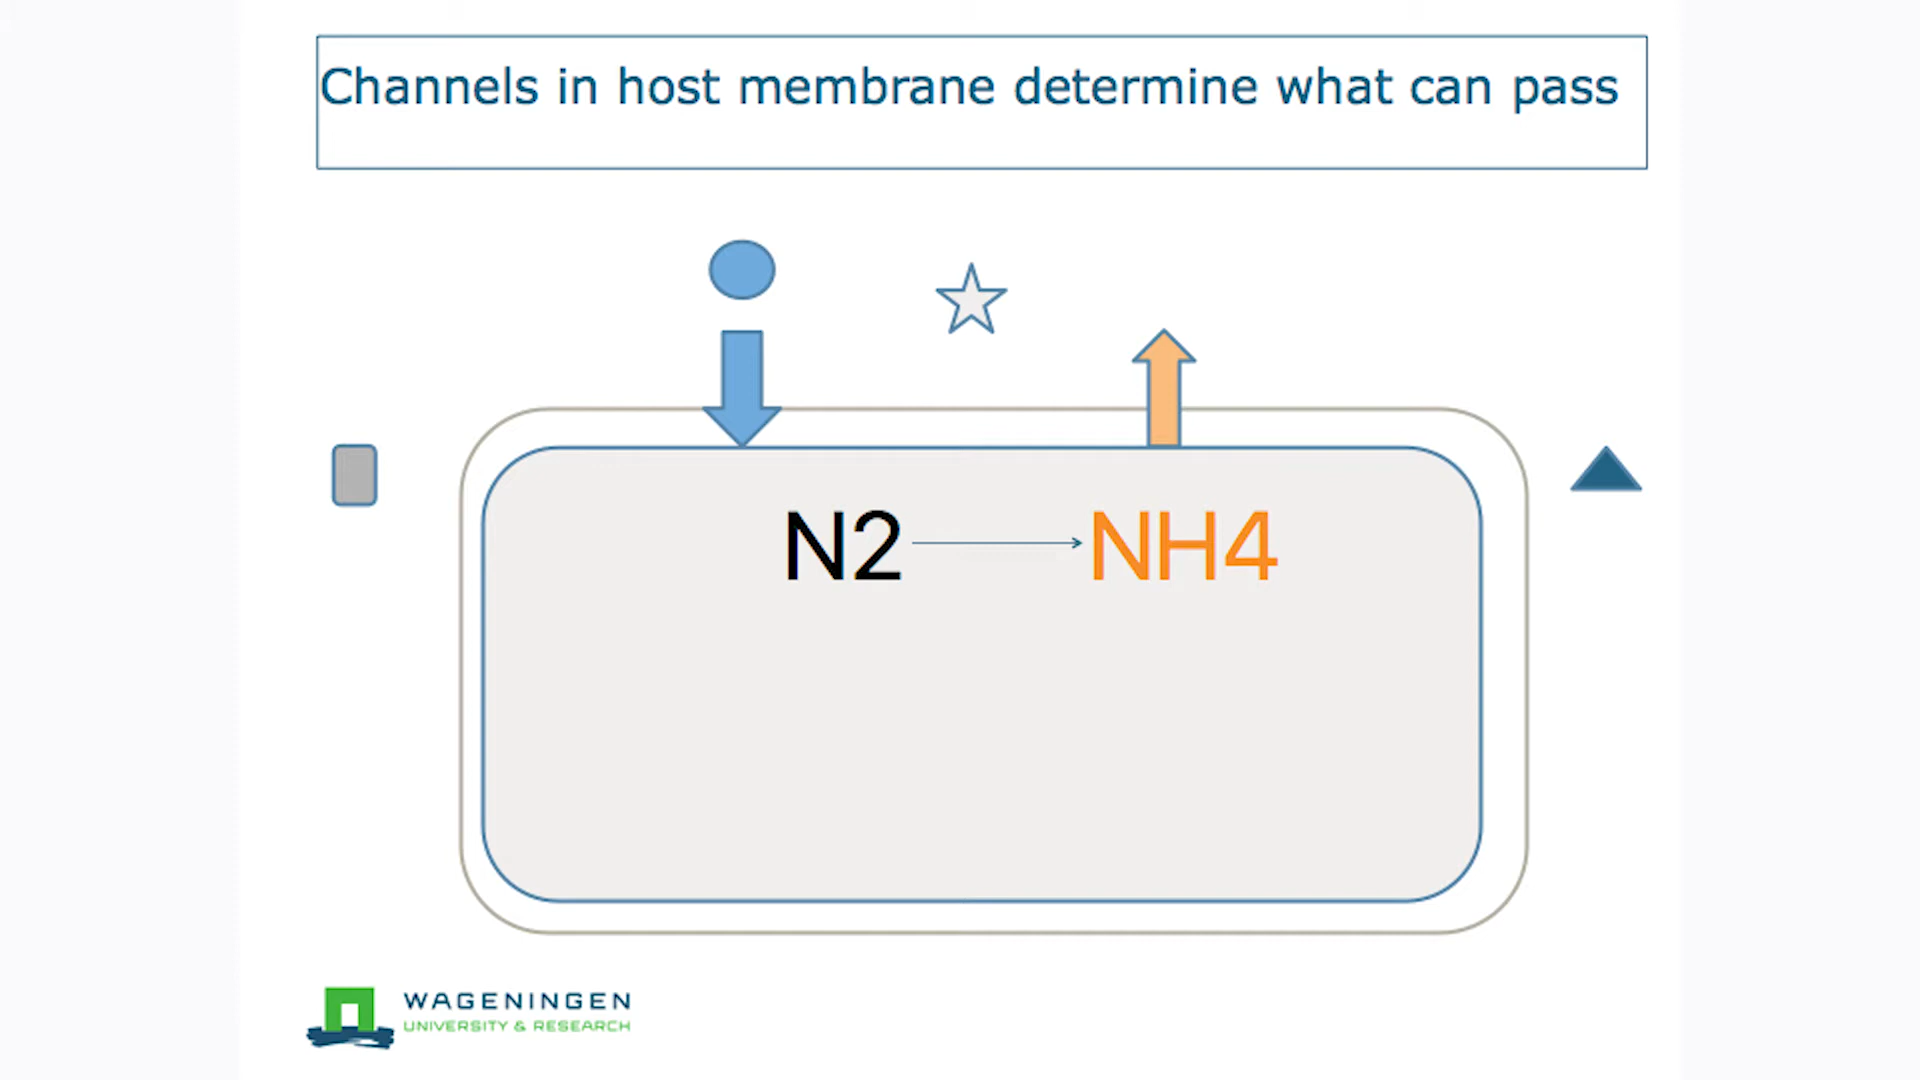 Channels in host membrane determine what can pass
N2 NH4
WAGENINGEN
UNIVERSITY & RESEARCH